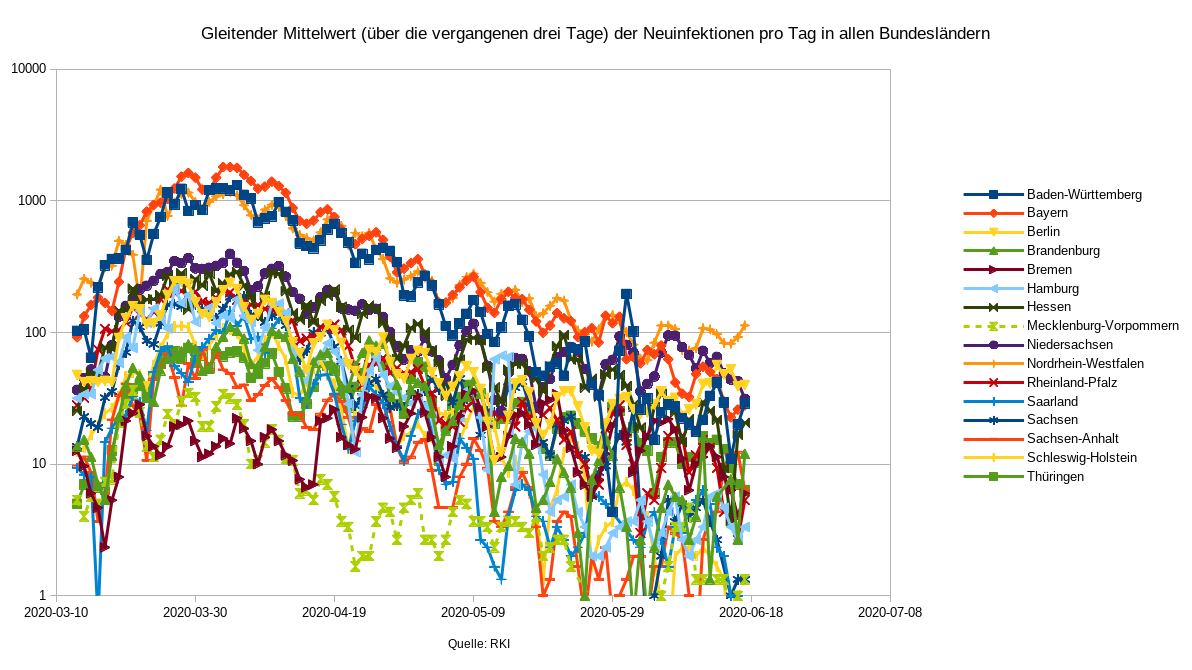 Gleitender Mittelwert (über die vergangenen drei Tage) der Neuinfektionen pro Tag in allen Bundesländern
10000
1000
100
10
1
2020-03-10
2020-03-30
2020-04-19
2020-05-09
2020-05-29
2020-06-18
2020-07-08
Quelle: RKI
Baden-Württemberg
Bayern
Berlin
Brandenburg
Bremen
Hamburg
Hessen
Mecklenburg-Vorpommern
Niedersachsen
Nordrhein-Westfalen
Rheinland-Pfalz
Saarland
Sachsen
Sachsen-Anhalt
Schleswig-Holstein
Thüringen